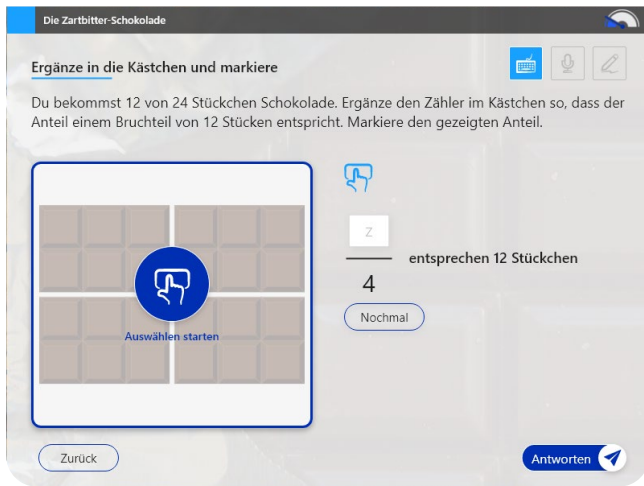 Die Zartbitter-Schokolade
Ergänze in die Kästchen und markiere
Du bekommst 12 von 24 Stückchen Schokolade. Ergänze den Zähler im Kästchen so, dass der
Anteil einem Bruchteil von 12 Stücken entspricht. Markiere den gezeigten Anteil.
Auswählen starten
Z
entsprechen 12 Stückchen
4
Nochmal
Zurück
Antworten